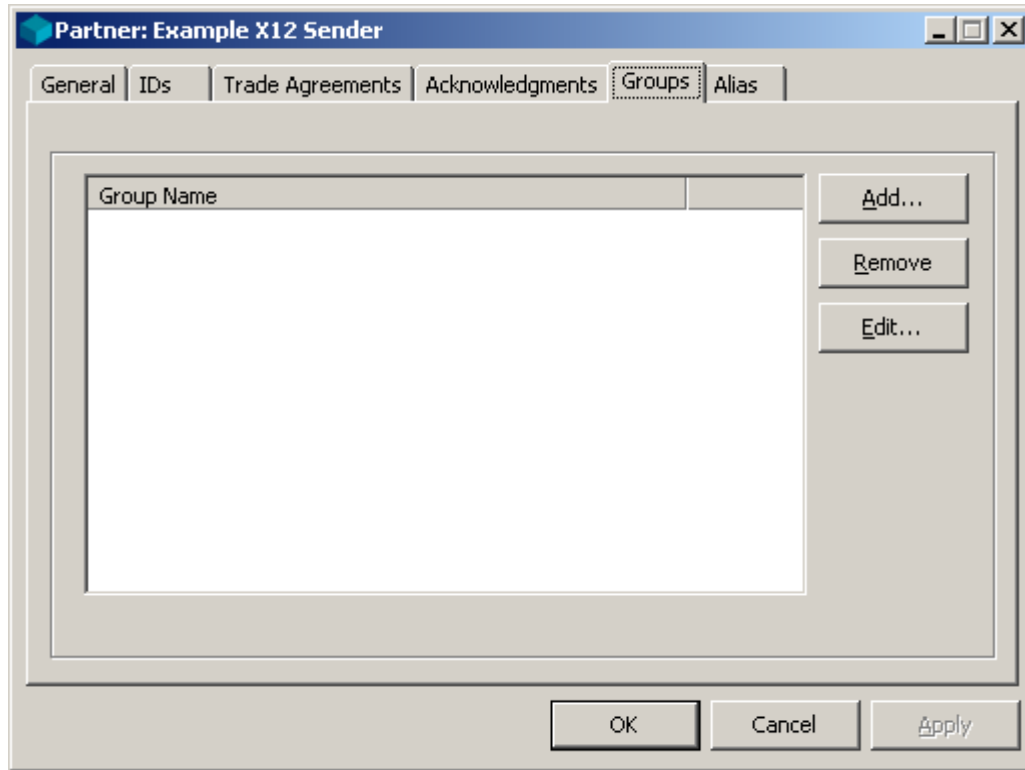 Partner: Example X12 Sender
General IDs Trade Agreements Acknowledgments Groups Alias
Group Name
Add...
Remove
Edit...
OK Cancel Apply